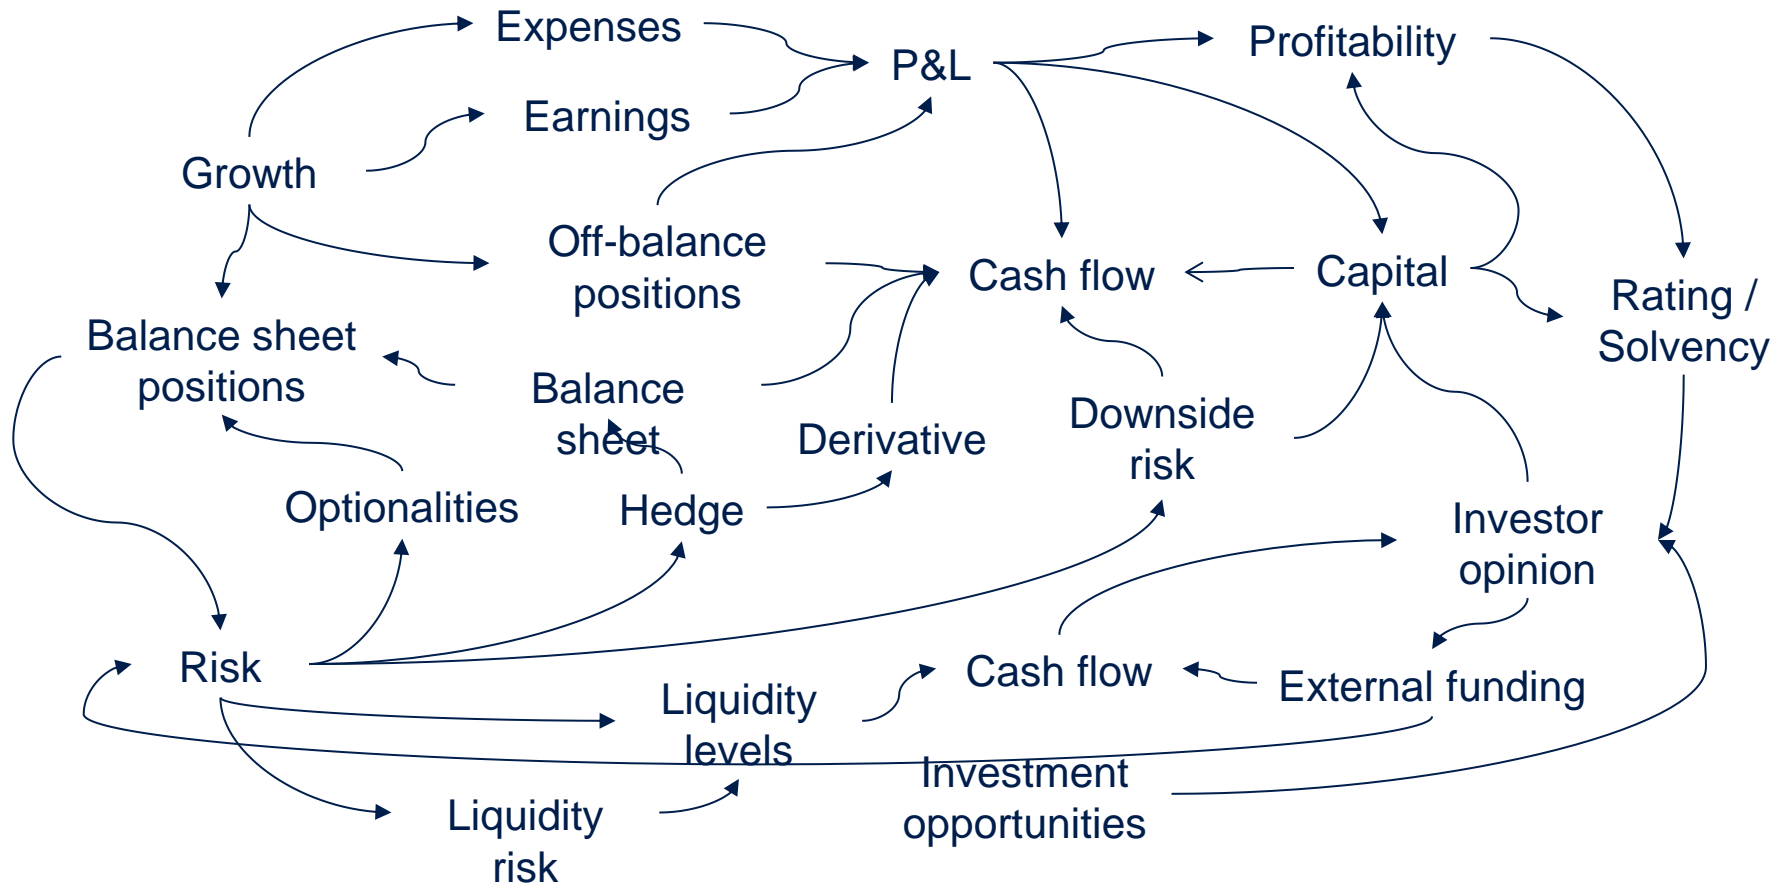 Expenses
P&L
Profitability
Earnings
Growth
Off-balance
positions
Cash flow
Capital
Rating /
Solvency
Balance sheet
positions
Balance
sheet
Derivative
Downside
risk
Optionalities
Hedge
Investor
opinion
Risk
Liquidity
levels
Cash flow
External funding
Investment
opportunities
Liquidity
risk